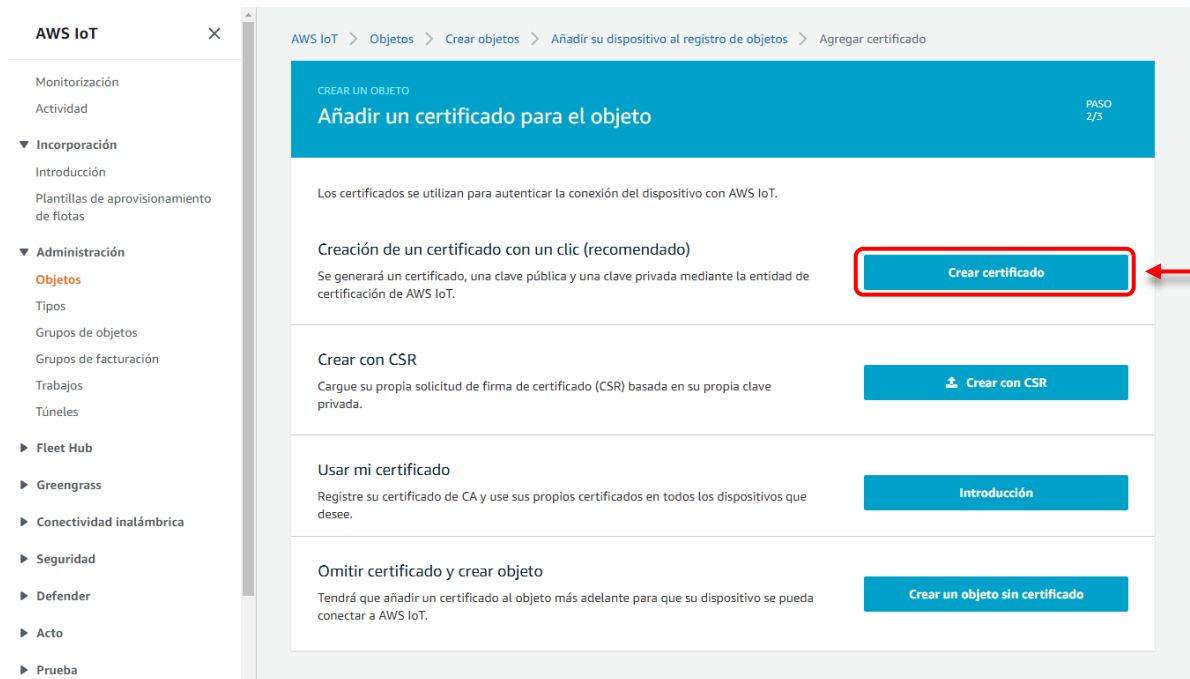 AWS IoT
Monitorización
Actividad
Incorporación
Introducción
Plantillas de aprovisionamiento
de flotas
Administración
Objetos
Tipos
Grupos de objetos
Grupos de facturación
Trabajos
Túneles
Fleet Hub
Greengrass
Conectividad inalámbrica
Seguridad
Defender
Acto
Prueba
AWS IoT > Objetos > Crear objetos > Añadir su dispositivo al registro de objetos > Agregar certificado
CREAR UN OBJETO
Añadir un certificado para el objeto
PASO
2/3
Los certificados se utilizan para autenticar la conexión del dispositivo con AWS IoT.
Creación de un certificado con un clic (recomendado)
Se generará un certificado, una clave pública y una clave privada mediante la entidad de
certificación de AWS IoT.
Crear certificado
Crear con CSR
Cargue su propia solicitud de firma de certificado (CSR) basada en su propia clave
privada.
Crear con CSR
Usar mi certificado
Registre su certificado de CA y use sus propios certificados en todos los dispositivos que
desee.
Introducción
Omitir certificado y crear objeto
Tendrá que añadir un certificado al objeto más adelante para que su dispositivo se pueda
conectar a AWS IoT.
Crear un objeto sin certificado